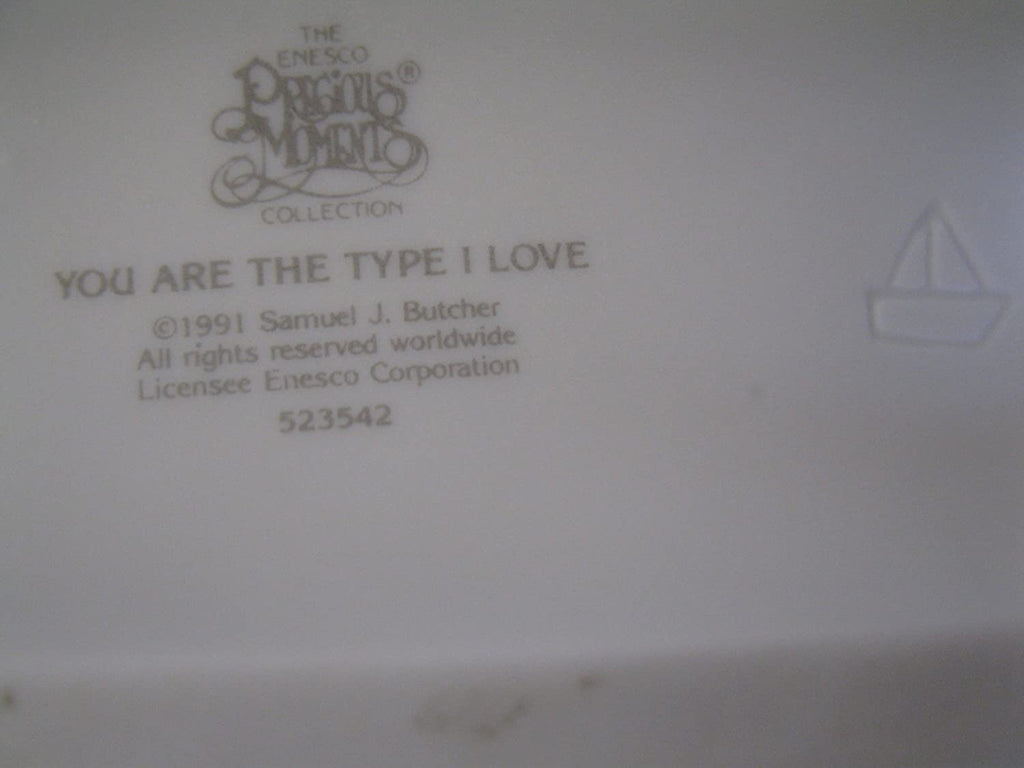 THE
ENESCO
PRECIOUS®
MOMENTS
COLLECTION
YOU ARE THE TYPE I LOVE
©1991 Samuel J. Butcher
All rights reserved worldwide
Licensee Enesco Corporation
523542